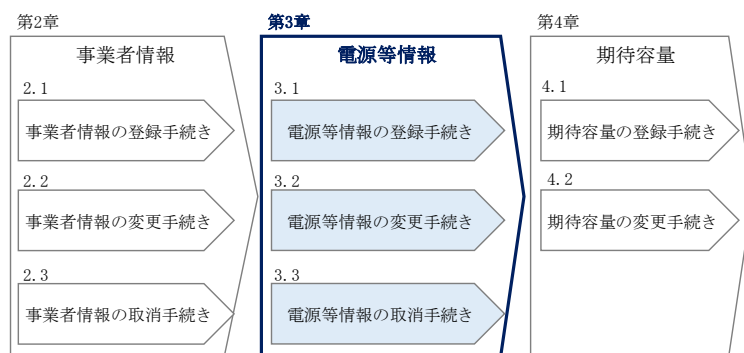 第2章
事業者情報
2.1
事業者情報の登録手続き
2.2
事業者情報の変更手続き
2.3
事業者情報の取消手続き
第3章
電源等情報
3.1
電源等情報の登録手続き
3.2
電源等情報の変更手続き
3.3
電源等情報の取消手続き
第4章
期待容量
4.1
期待容量の登録手続き
4.2
期待容量の変更手続き